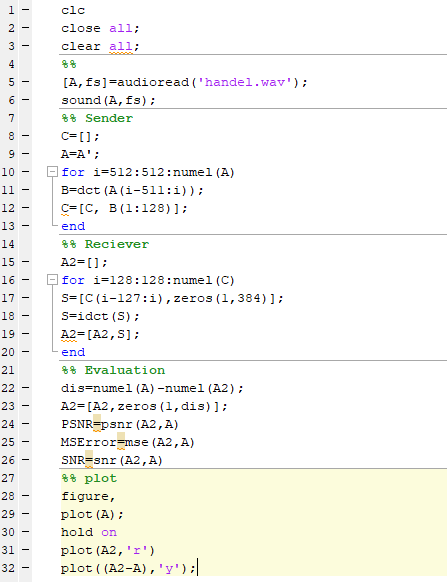 1 - clc
2 - close all;
3 - clear all;
4 %%
5 - [A,fs]=audioread('handel.wav');
6 - sound(A,fs);
7 %% Sender
8 - C=[];
9 - A=A';
10 - for i=512:512:numel(A)
11 - B=dct(A(i-511:i));
12 - C=[C, B(1:128)];
13 - end
14 %% Reciever
15 - A2=[];
16 - for i=128:128:numel(C)
17 - S=[C(i-127:i),zeros(1,384)];
18 - S=idct(S);
19 - A2=[A2,S];
20 - end
21 %% Evaluation
22 - dis=numel(A)-numel(A2);
23 - A2=[A2,zeros(1,dis)];
24 - PSNR=psnr(A2,A)
25 - MSError=mse(A2,A)
26 - SNR=snr(A2,A)
27 %% plot
28 - figure,
29 - plot(A);
30 - hold on
31 - plot(A2,'r')
32 - plot((A2-A),'y');